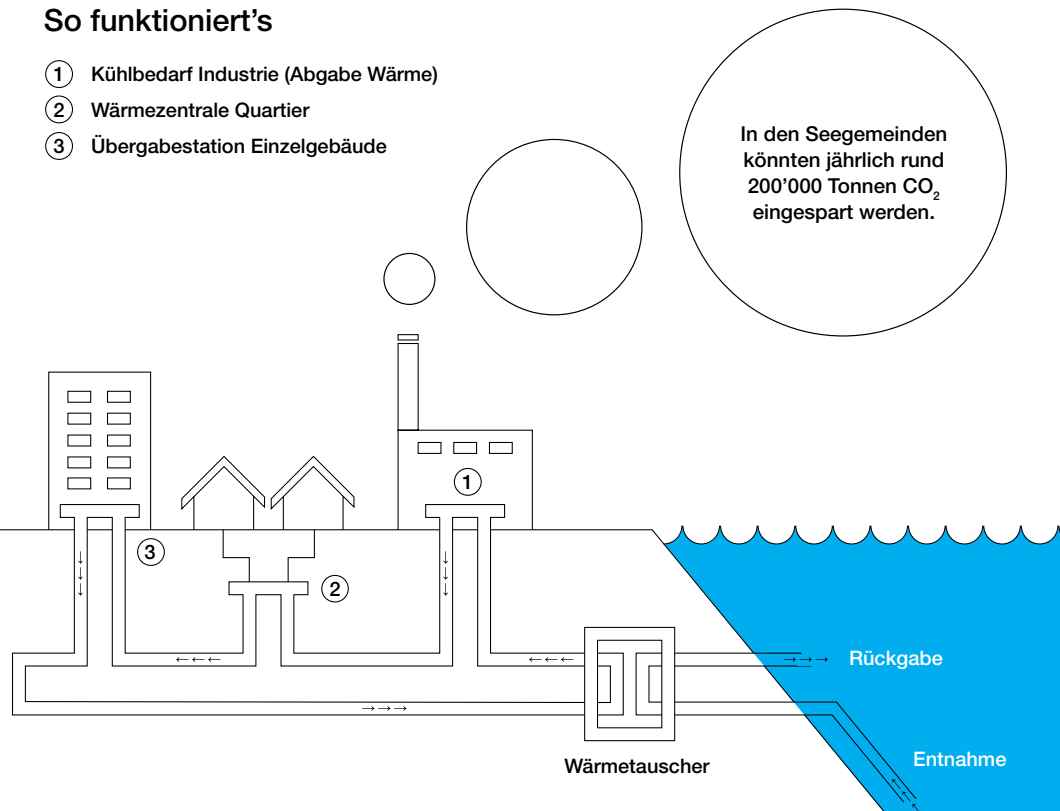 So funktioniert's
1 Kühlbedarf Industrie (Abgabe Wärme)
2 Wärmezentrale Quartier
3 Übergabestation Einzelgebäude
In den Seegemeinden
könnten jährlich rund
200'000 Tonnen CO₂
eingespart werden.
1
3
2
←←← ←←← →→→ Rückgabe
→→→
Wärmetauscher
Entnahme